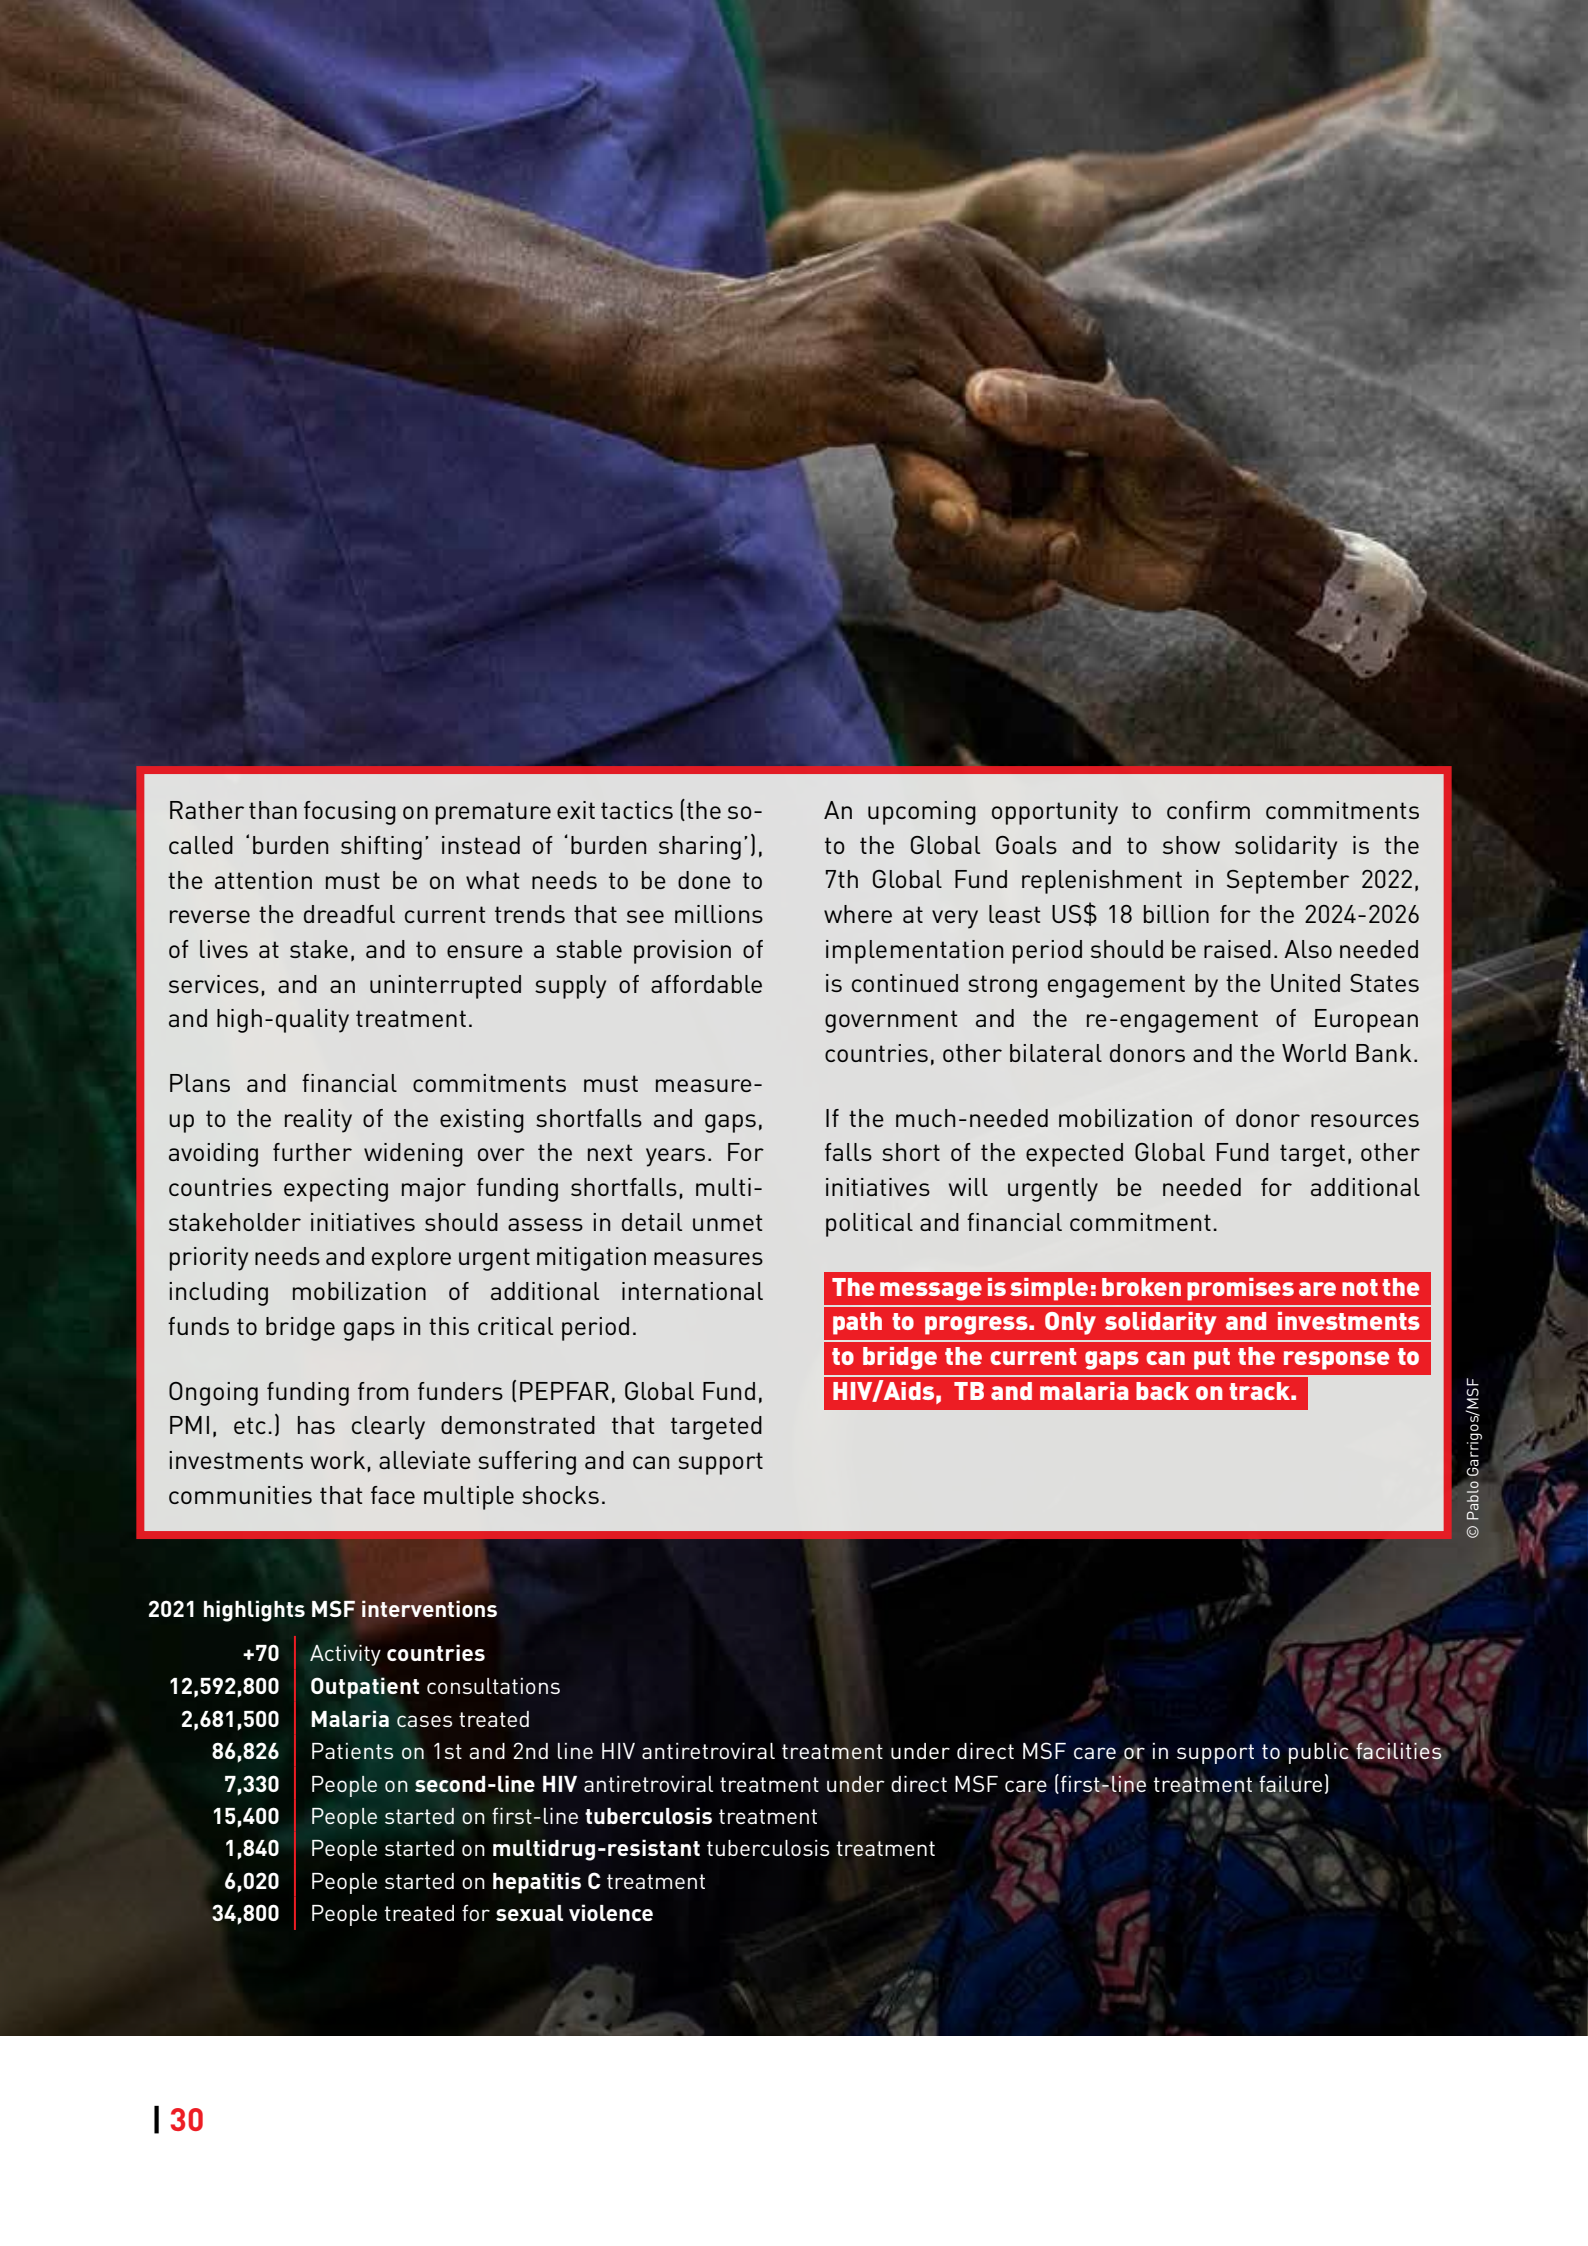 Rather than focusing on premature exit tactics (the so-
called ‘burden shifting’ instead of ‘burden sharing’),
the attention must be on what needs to be done to
reverse the dreadful current trends that see millions
of lives at stake, and to ensure a stable provision of
services, and an uninterrupted supply of affordable
and high-quality treatment.
Plans and financial commitments must measure-
up to the reality of the existing shortfalls and gaps,
avoiding further widening over the next years. For
countries expecting major funding shortfalls, multi-
stakeholder initiatives should assess in detail unmet
priority needs and explore urgent mitigation measures
including mobilization of additional international
funds to bridge gaps in this critical period.
Ongoing funding from funders (PEPFAR, Global Fund,
PMI, etc.) has clearly demonstrated that targeted
investments work, alleviate suffering and can support
communities that face multiple shocks.
An upcoming opportunity to confirm commitments
to the Global Goals and to show solidarity is the
7th Global Fund replenishment in September 2022,
where at very least US$ 18 billion for the 2024-2026
implementation period should be raised. Also needed
is continued strong engagement by the United States
government and the re-engagement of European
countries, other bilateral donors and the World Bank.
If the much-needed mobilization of donor resources
falls short of the expected Global Fund target, other
initiatives will urgently be needed for additional
political and financial commitment.
The message is simple: broken promises are not the
path to progress. Only solidarity and investments
to bridge the current gaps can put the response to
HIV/Aids, TB and malaria back on track.
© Pablo Garrigos/MSF
2021 highlights MSF interventions
+70 Activity countries
12,592,800 Outpatient consultations
2,681,500 Malaria cases treated
86,826 Patients on 1st and 2nd line HIV antiretroviral treatment under direct MSF care or in support to public facilities
7,330 People on second-line HIV antiretroviral treatment under direct MSF care (first-line treatment failure)
15,400 People started on first-line tuberculosis treatment
1,840 People started on multidrug-resistant tuberculosis treatment
6,020 People started on hepatitis C treatment
34,800 People treated for sexual violence
| 30